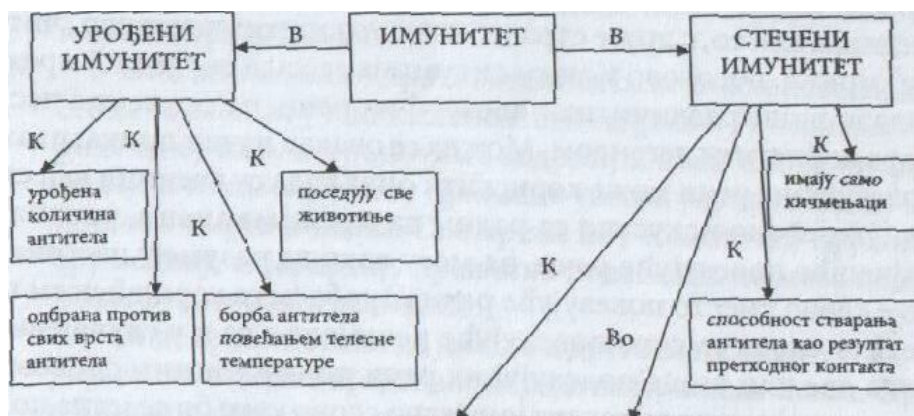 УРОЂЕНИ
ИМУНИТЕТ
В
ИМУНИТЕТ
В
СТЕЧЕНИ
ИМУНИТЕТ
К
К
К
К
урођена
количина
антитела
поседују све
животиње
К
имају само
кичмењаци
К
К
одбрана против
свих врста
антитела
борба антитела
повећањем телесне
температуре
Во
способност стварања
антитела као резултат
претходног контакта